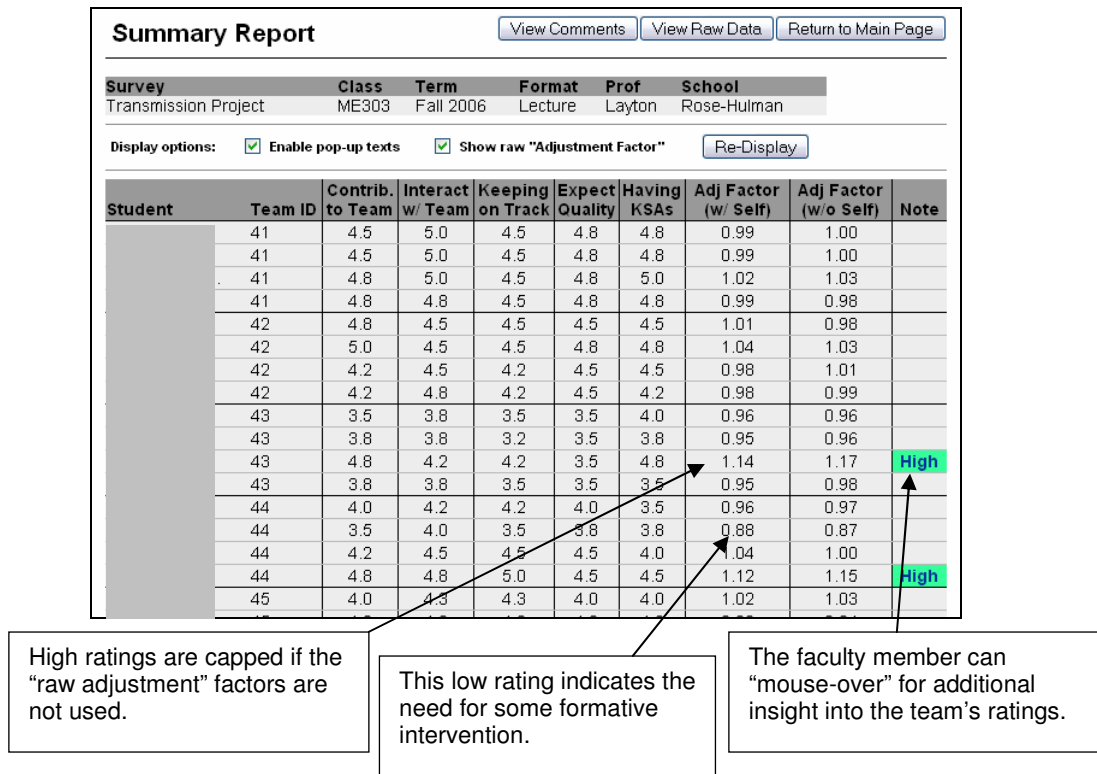 Summary Report
View Comments
View Raw Data
Return to Main Page
Survey Class Term Format Prof School
Transmission Project ME303 Fall 2006 Lecture Layton Rose-Hulman
Display options: Enable pop-up texts Show raw "Adjustment Factor" Re-Display
Contrib. Interact Keeping Expect Having Adj Factor Adj Factor
Student Team ID to Team w/ Team on Track Quality KSAs (w/ Self) (w/o Self) Note
41 4.5 5.0 4.5 4.8 4.8 0.99 1.00
41 4.5 5.0 4.5 4.8 4.8 0.99 1.00
41 4.8 5.0 4.5 4.8 5.0 1.02 1.03
41 4.8 4.8 4.5 4.8 4.8 0.99 0.98
42 4.8 4.5 4.5 4.5 4.5 1.01 0.98
42 5.0 4.5 4.5 4.8 4.8 1.04 1.03
42 4.2 4.5 4.2 4.5 4.5 0.98 1.01
42 4.2 4.8 4.2 4.5 4.2 0.98 0.99
43 3.5 3.8 3.5 3.5 4.0 0.96 0.96
43 3.8 3.8 3.2 3.5 3.8 0.95 0.96
43 4.8 4.2 4.2 3.5 4.8 1.14 1.17 High
43 3.8 3.8 3.5 3.5 3.5 0.95 0.98
44 4.0 4.2 4.2 4.0 3.5 0.96 0.97
44 3.5 4.0 3.5 3.8 3.8 0.88 0.87
44 4.2 4.5 4.5 4.5 4.0 1.04 1.00
44 4.8 4.8 5.0 4.5 4.5 1.12 1.15 High
45 4.0 4.3 4.3 4.0 4.0 1.02 1.03
High ratings are capped if the
"raw adjustment" factors are
not used.
This low rating indicates the
need for some formative
intervention.
The faculty member can
"mouse-over" for additional
insight into the team's ratings.